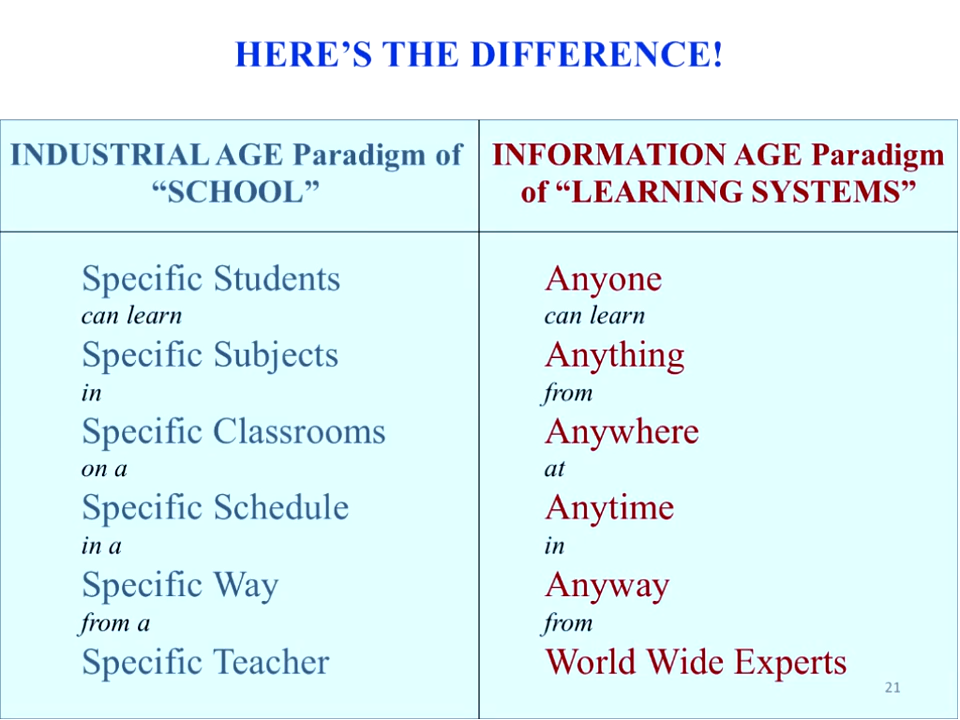 HERE’S THE DIFFERENCE!
INDUSTRIAL AGE Paradigm of
“SCHOOL”
INFORMATION AGE Paradigm
of “LEARNING SYSTEMS”
Specific Students
can learn
Specific Subjects
in
Specific Classrooms
on a
Specific Schedule
in a
Specific Way
from a
Specific Teacher
Anyone
can learn
Anything
from
Anywhere
at
Anytime
in
Anyway
from
World Wide Experts
21